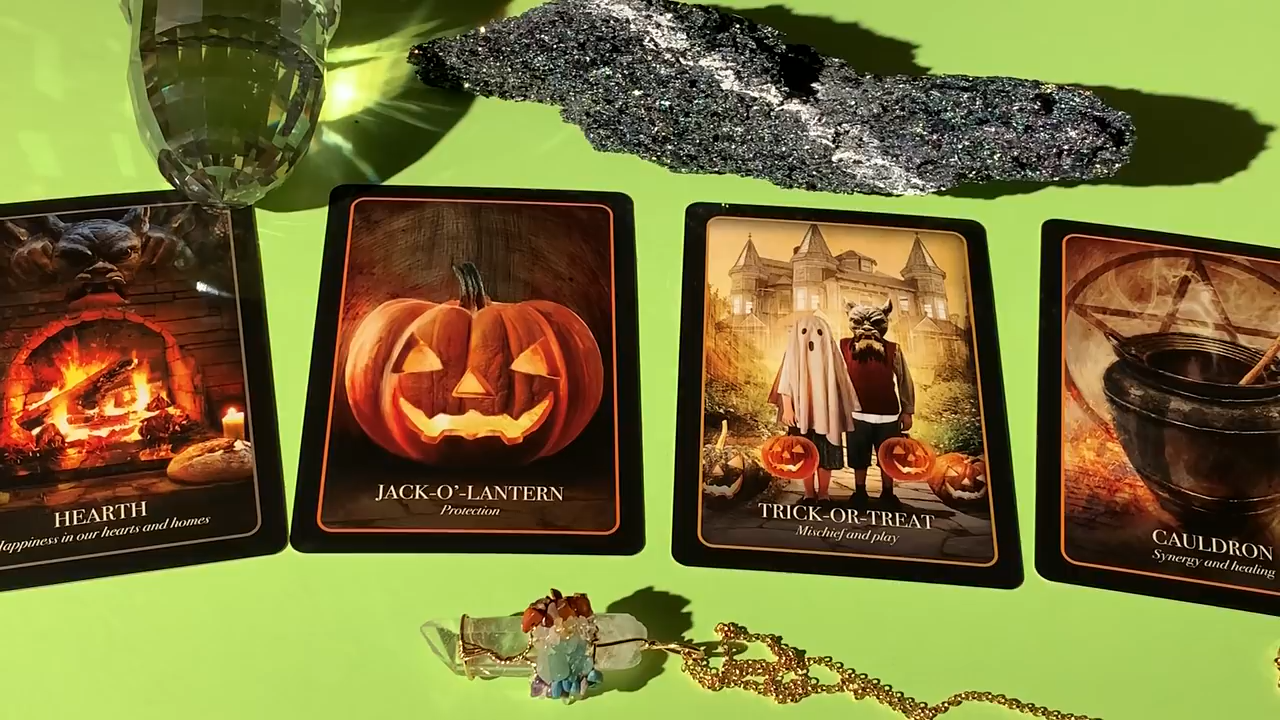 HEARTH
Happiness in our hearts and homes
JACK-O'-LANTERN
Protection
TRICK-OR-TREAT
Mischief and play
CAULDRON
Synergy and healing